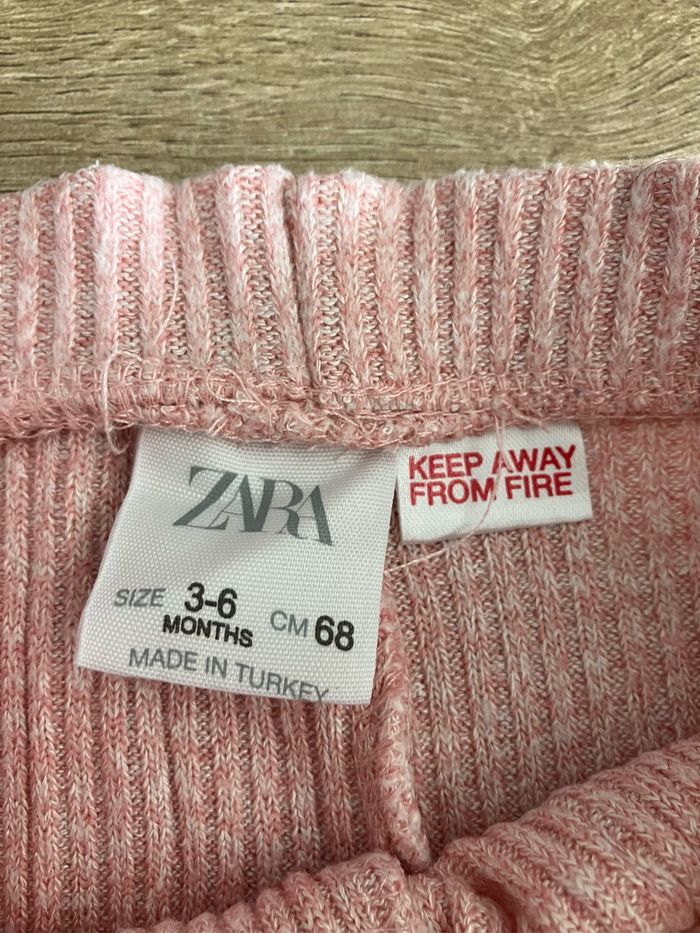 ZARA
SIZE 3-6 MONTHS CM 68
MADE IN TURKEY
KEEP AWAY
FROM FIRE